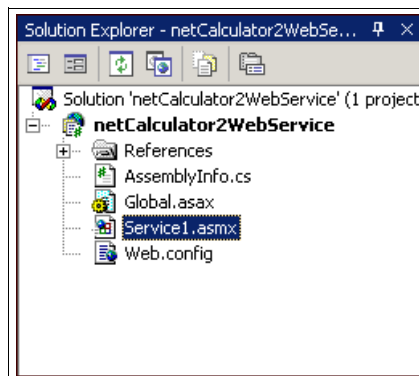 Solution Explorer - netCalculator2WebSe...
Solution 'netCalculator2WebService' (1 project
netCalculator2WebService
References
AssemblyInfo.cs
Global.asax
Service1.asmx
Web.config